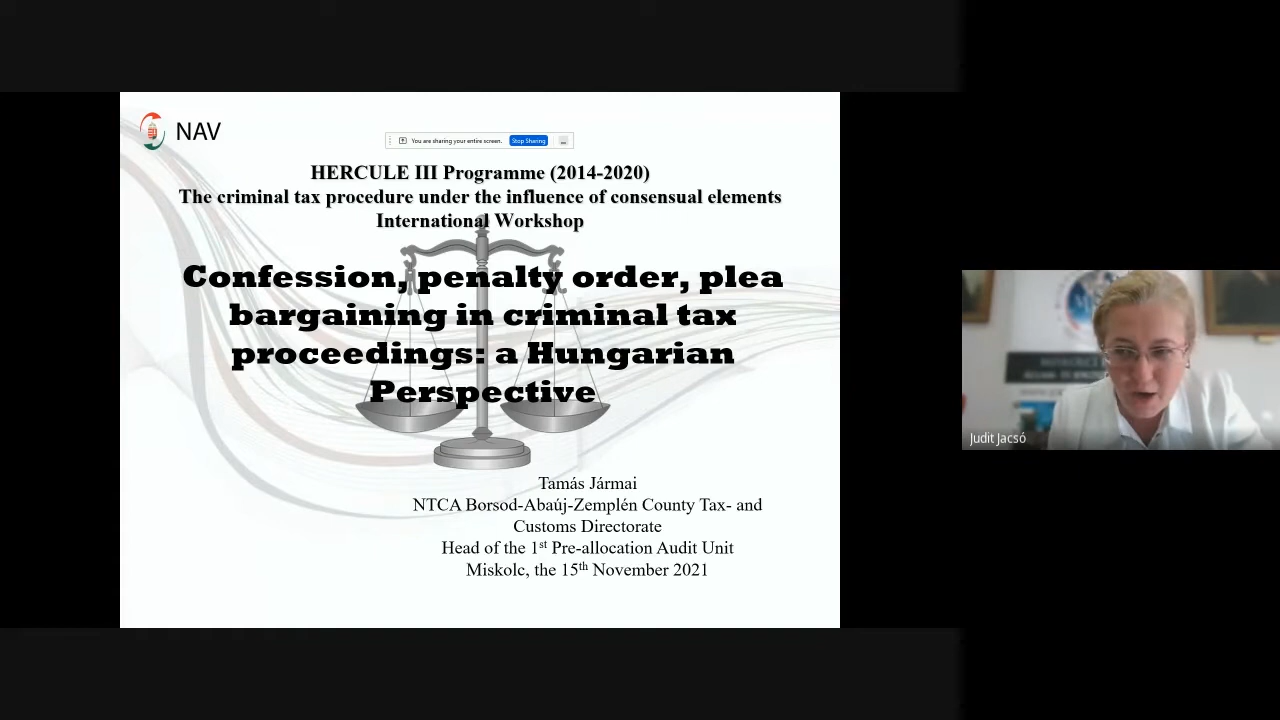 NAV
You are sharing your entire screen. Stop Sharing
HERCULE III Programme (2014-2020)
The criminal tax procedure under the influence of consensual elements
International Workshop
Confession, penalty order, plea
bargaining in criminal tax
proceedings: a Hungarian
Perspective
Tamás Jármai
NTCA Borsod-Abaúj-Zemplén County Tax- and
Customs Directorate
Head of the 1st Pre-allocation Audit Unit
Miskolc, the 15th November 2021
Judit Jacsó